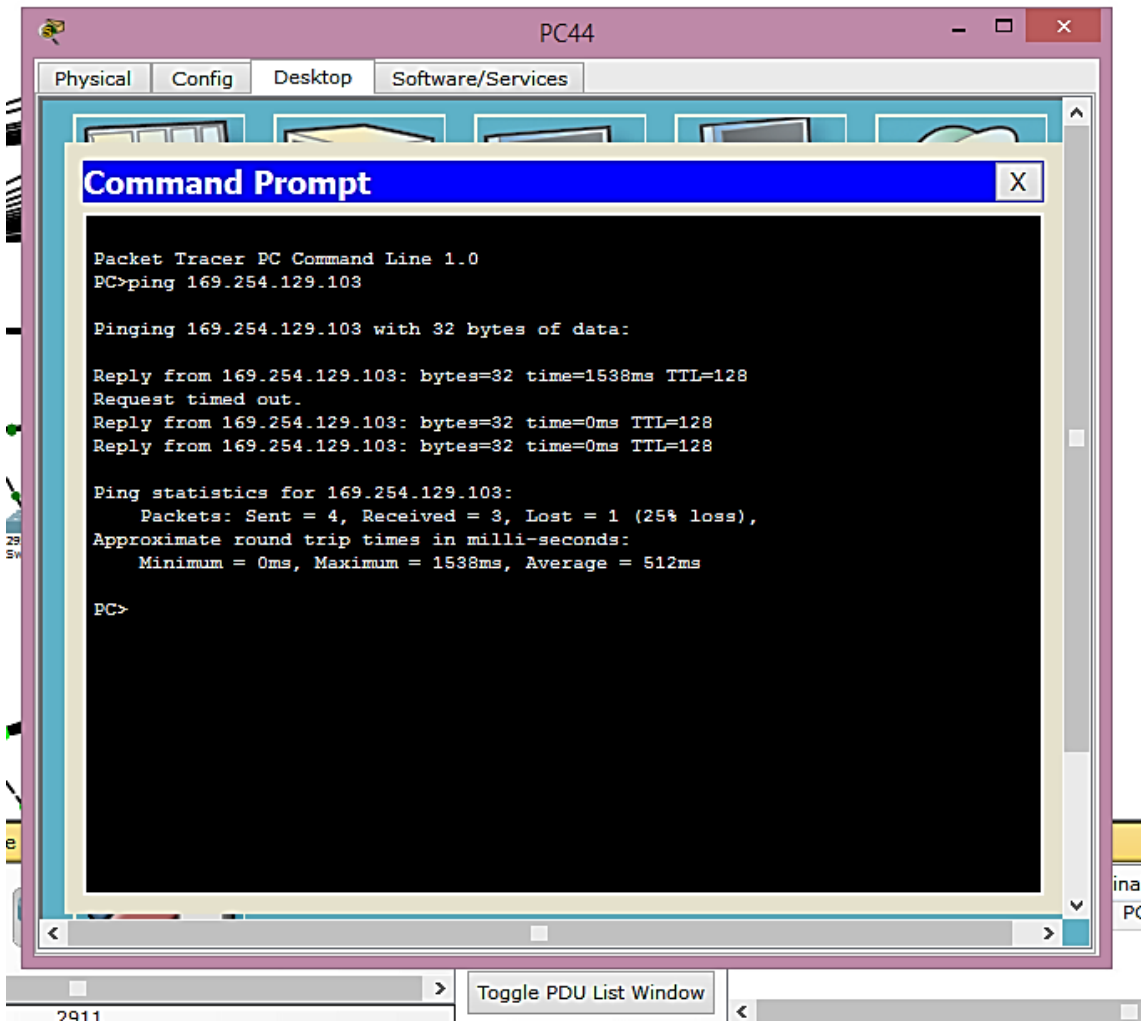 PC44
Physical Config Desktop Software/Services
Command Prompt
X
Packet Tracer PC Command Line 1.0
PC>ping 169.254.129.103
Pinging 169.254.129.103 with 32 bytes of data:
Reply from 169.254.129.103: bytes=32 time=1538ms TTL=128
Request timed out.
Reply from 169.254.129.103: bytes=32 time=0ms TTL=128
Reply from 169.254.129.103: bytes=32 time=0ms TTL=128
Ping statistics for 169.254.129.103:
Packets: Sent = 4, Received = 3, Lost = 1 (25% loss),
Approximate round trip times in milli-seconds:
Minimum = 0ms, Maximum = 1538ms, Average = 512ms
PC>
29
Sw
e
ina
PC
Toggle PDU List Window
2911